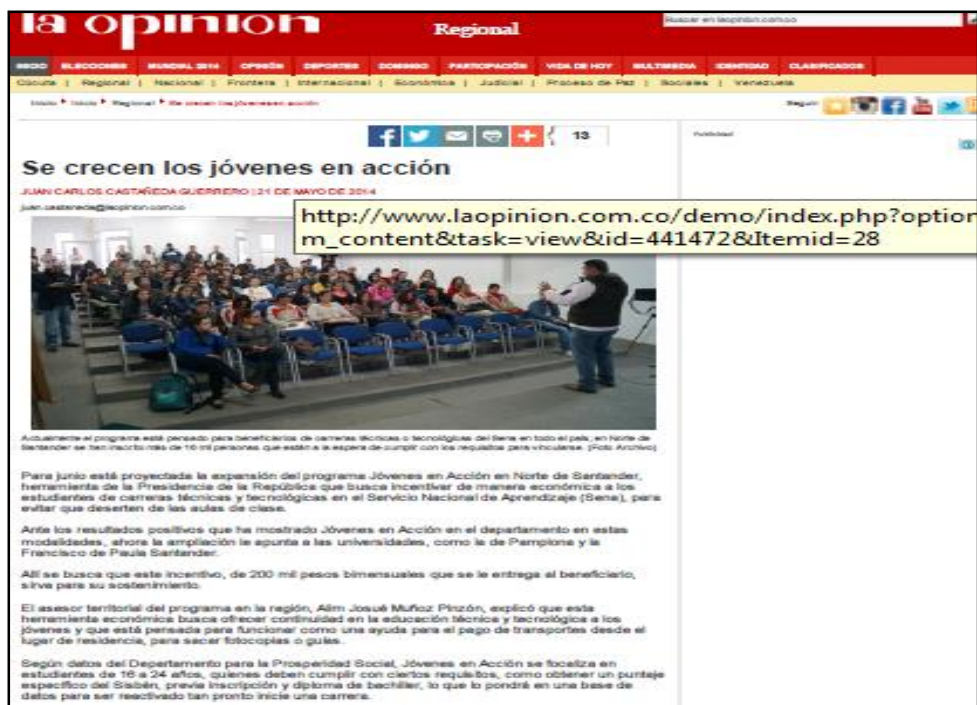 la opinion
Regional
Buscar en laopinion.com.co
INICIO ELECCIONES MUNDIAL 2014 OPINIÓN DEPORTES DOMINGO PARTICIPACIÓN VIDA DE HOY MULTIMEDIA IDENTIDAD CLASIFICADOS
Cúcuta | Regional | Nacional | Frontera | Internacional | Económica | Judicial | Proceso de Paz | Sociales | Venezuela
Inicio Inicio Regional Se crecen los jóvenes en acción
Seguir
13
Publicidad
Se crecen los jóvenes en acción
JUAN CARLOS CASTAÑEDA GUERRERO | 21 DE MAYO DE 2014
juan.castaneda@laopinion.com.co
http://www.laopinion.com.co/demo/index.php?option
m_content&task=view&id=441472&Itemid=28
Actualmente el programa está pensado para beneficiarios de carreras técnicas o tecnológicas del Sena en todo el país, en Norte de
Santander se han inscrito más de 16 mil personas que están a la espera de cumplir con los requisitos para vincularse. (Foto Archivo)
Para junio está proyectada la expansión del programa Jóvenes en Acción en Norte de Santander,
herramienta de la Presidencia de la República que busca incentivar de manera económica a los
estudiantes de carreras técnicas y tecnológicas en el Servicio Nacional de Aprendizaje (Sena), para
evitar que deserten de las aulas de clase.
Ante los resultados positivos que ha mostrado Jóvenes en Acción en el departamento en estas
modalidades, ahora la ampliación le apunta a las universidades, como la de Pamplona y la
Francisco de Paula Santander.
Allí se busca que este incentivo, de 200 mil pesos bimensuales que se le entrega al beneficiario,
sirva para su sostenimiento.
El asesor territorial del programa en la región, Alim Josué Muñoz Pinzón, explicó que esta
herramienta económica busca ofrecer continuidad en la educación técnica y tecnológica a los
jóvenes y que está pensada para funcionar como una ayuda para el pago de transportes desde el
lugar de residencia, para sacar fotocopias o guías.
Según datos del Departamento para la Prosperidad Social, Jóvenes en Acción se focaliza en
estudiantes de 16 a 24 años, quienes deben cumplir con ciertos requisitos, como obtener un puntaje
específico del Sisbén, previa inscripción y diploma de bachiller, lo que lo pondrá en una base de
datos para ser reactivado tan pronto inicie una carrera.